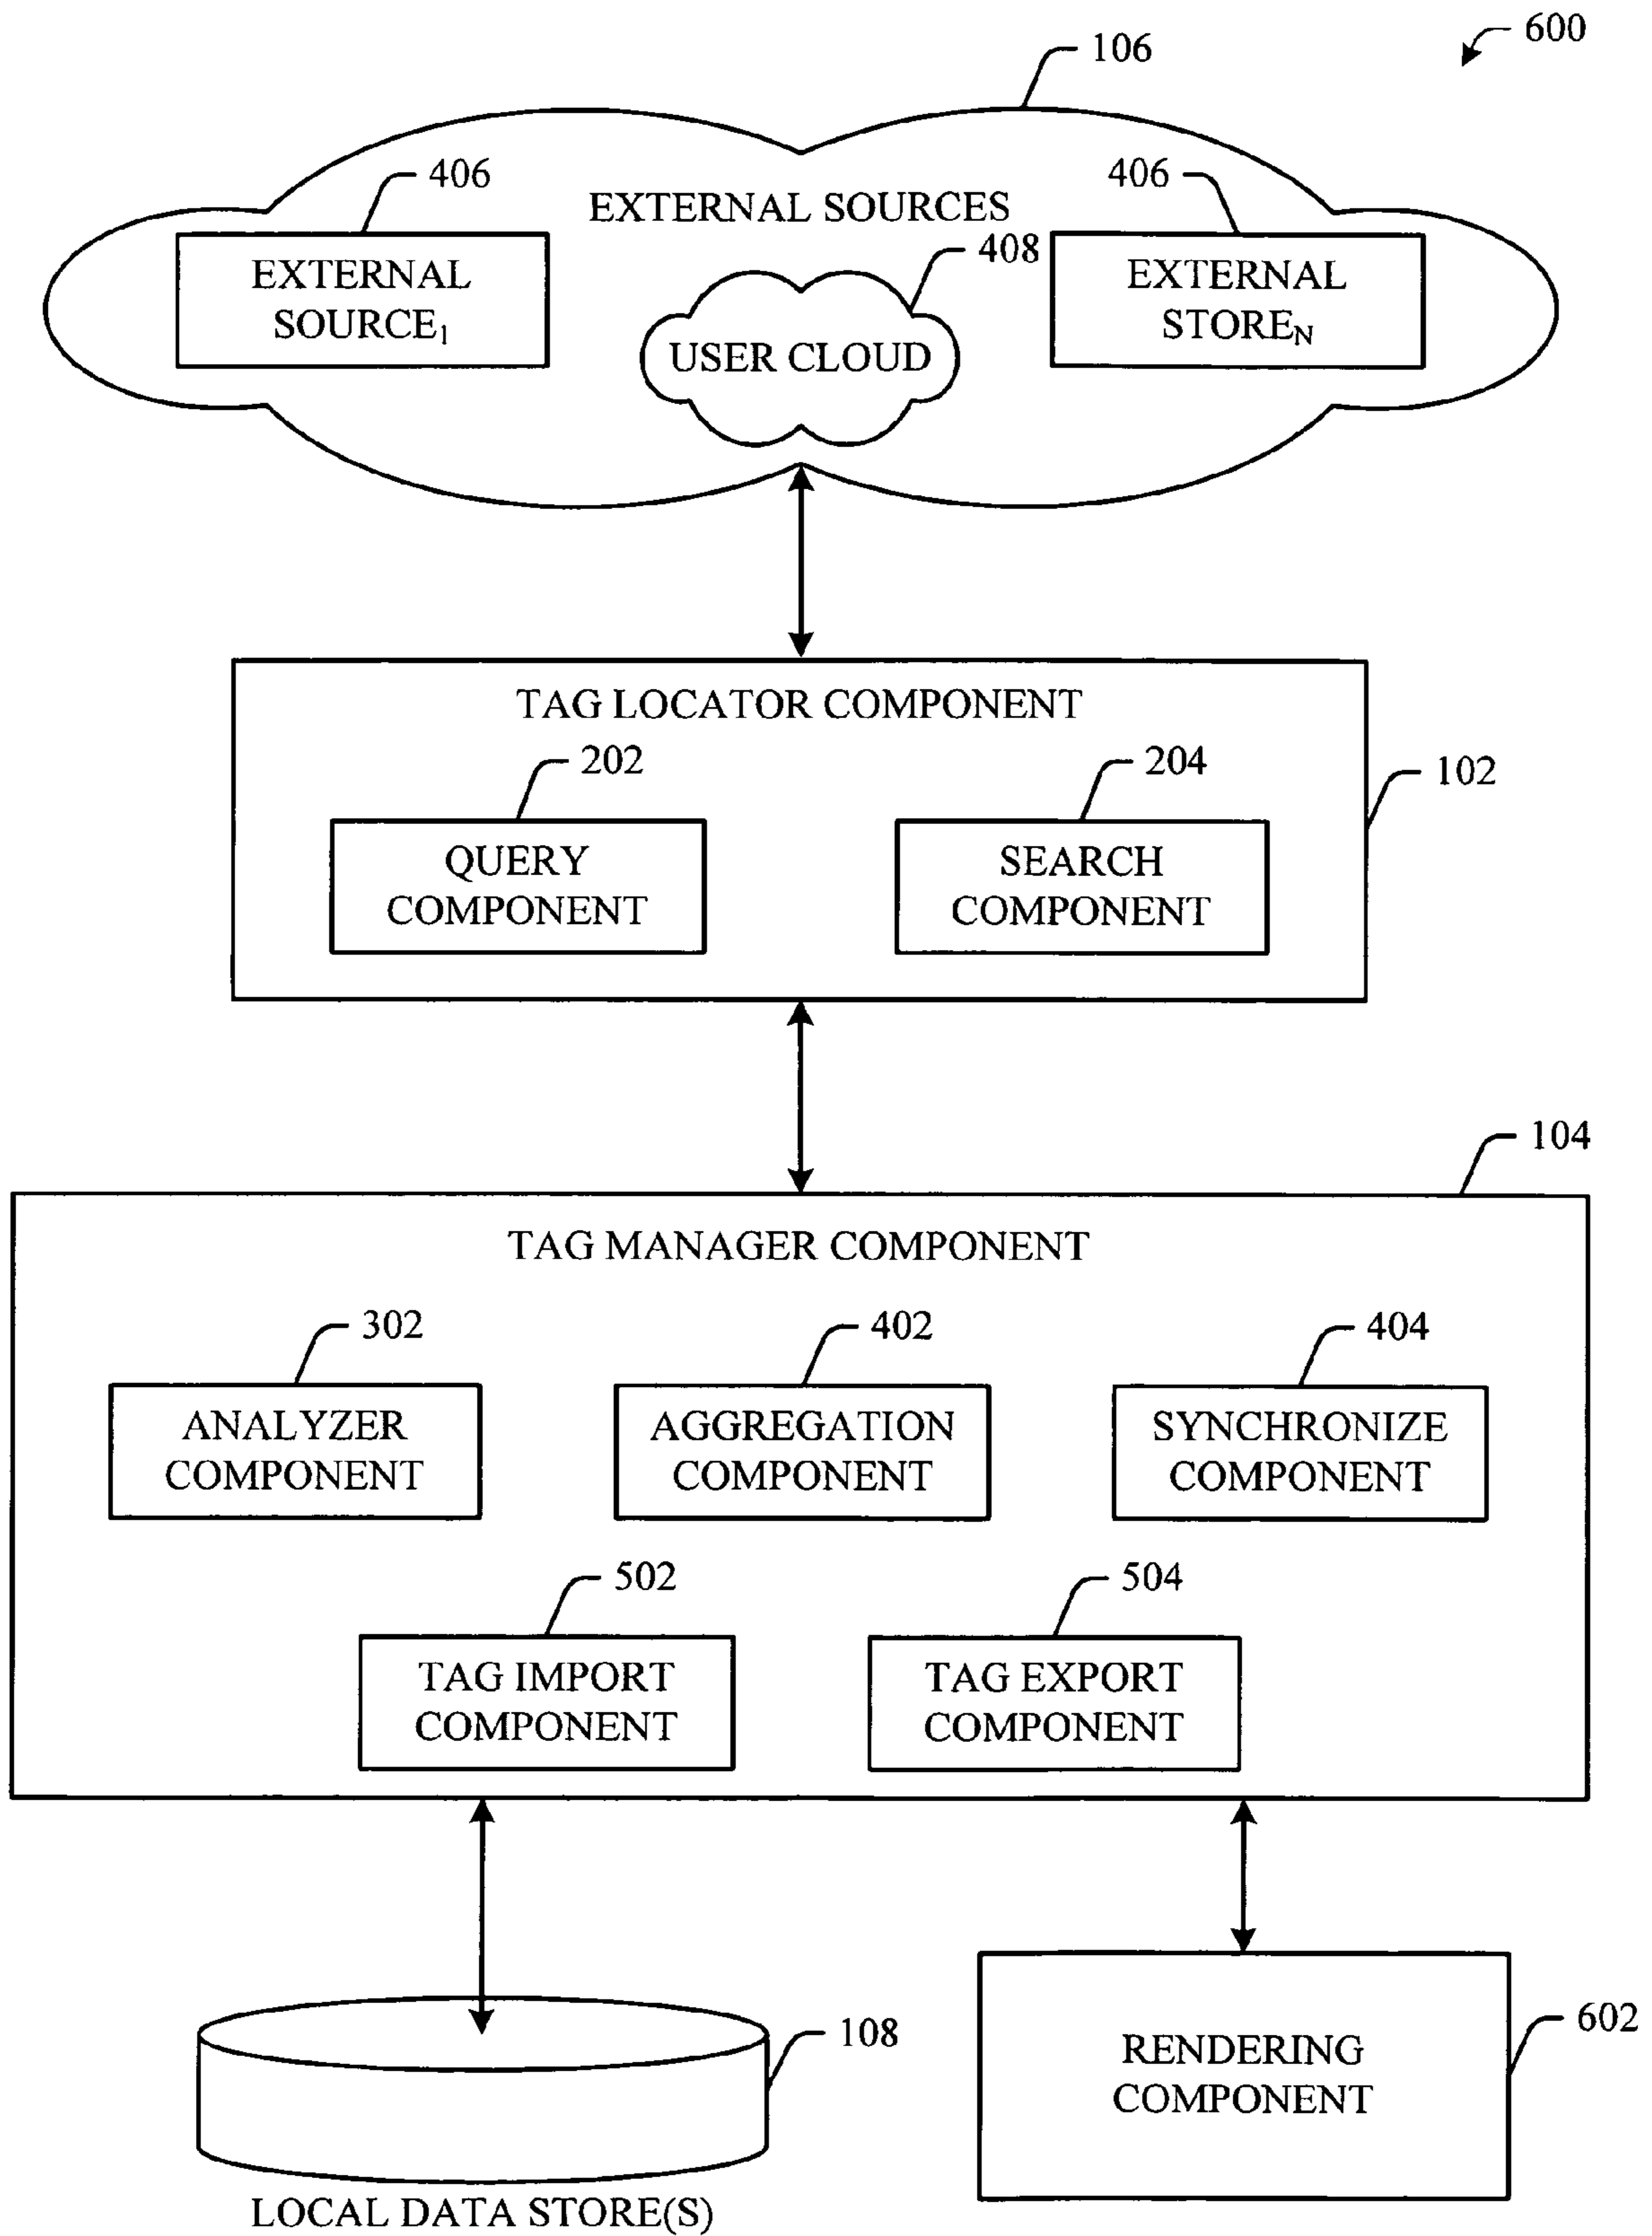 600
106
406
406
EXTERNAL SOURCES
408
EXTERNAL
SOURCE₁
EXTERNAL
STORE_N
USER CLOUD
TAG LOCATOR COMPONENT
202
204
102
QUERY
COMPONENT
SEARCH
COMPONENT
104
TAG MANAGER COMPONENT
302
402
404
ANALYZER
COMPONENT
AGGREGATION
COMPONENT
SYNCHRONIZE
COMPONENT
502
504
TAG IMPORT
COMPONENT
TAG EXPORT
COMPONENT
108
602
RENDERING
COMPONENT
LOCAL DATA STORE(S)